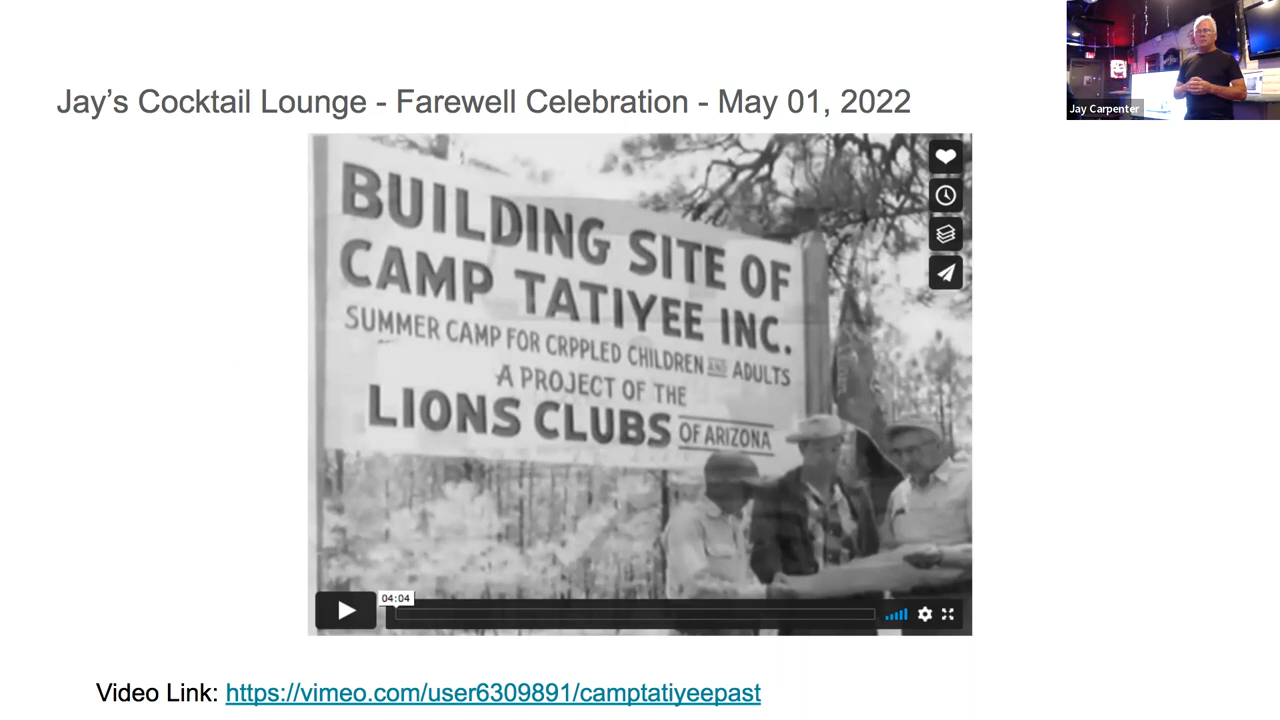 Jay's Cocktail Lounge - Farewell Celebration - May 01, 2022
Jay Carpenter
BUILDING SITE OF
CAMP TATIYEE INC.
SUMMER CAMP FOR CRPPLED CHILDREN AND ADULTS
A PROJECT OF THE
LIONS CLUBS OF ARIZONA
04:04
Video Link: https://vimeo.com/user6309891/camptatiyeepast